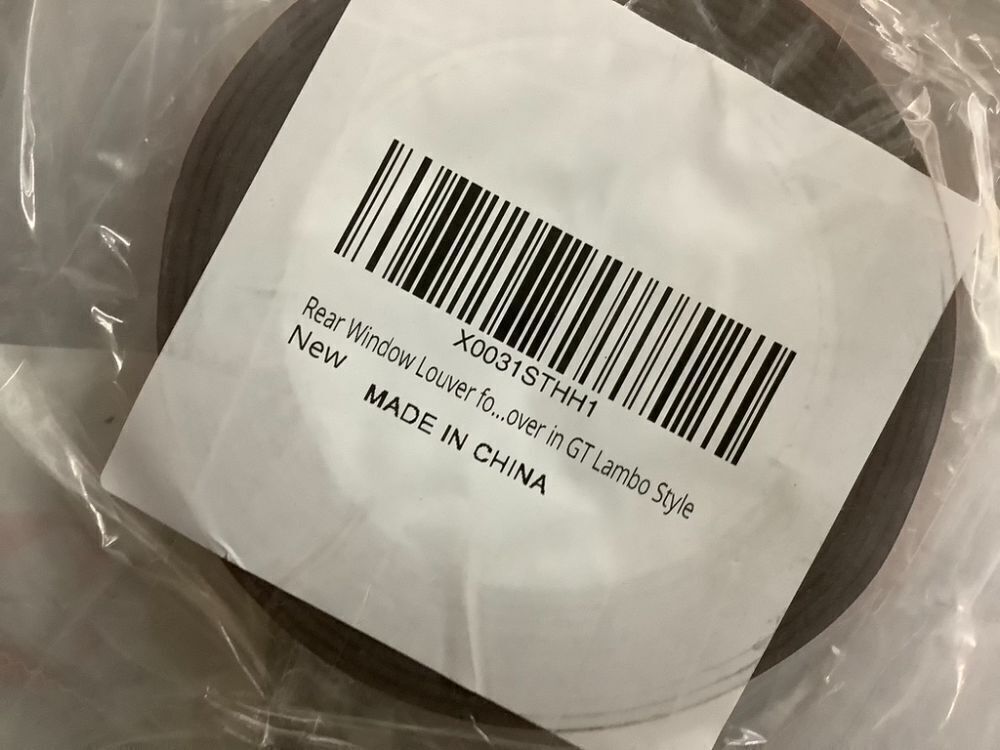 X0031STHH1
Rear Window Louver fo...over in GT Lambo Style
New
MADE IN CHINA